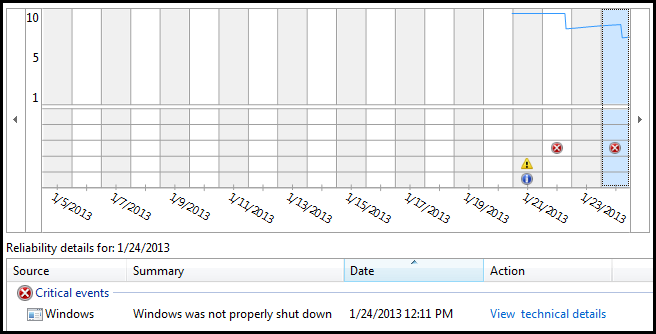 10
5
1
1/5/2013 1/7/2013 1/9/2013 1/11/2013 1/13/2013 1/15/2013 1/17/2013 1/19/2013 1/21/2013 1/23/2013
Reliability details for: 1/24/2013
Source Summary Date Action
Critical events
Windows Windows was not properly shut down 1/24/2013 12:11 PM View technical details